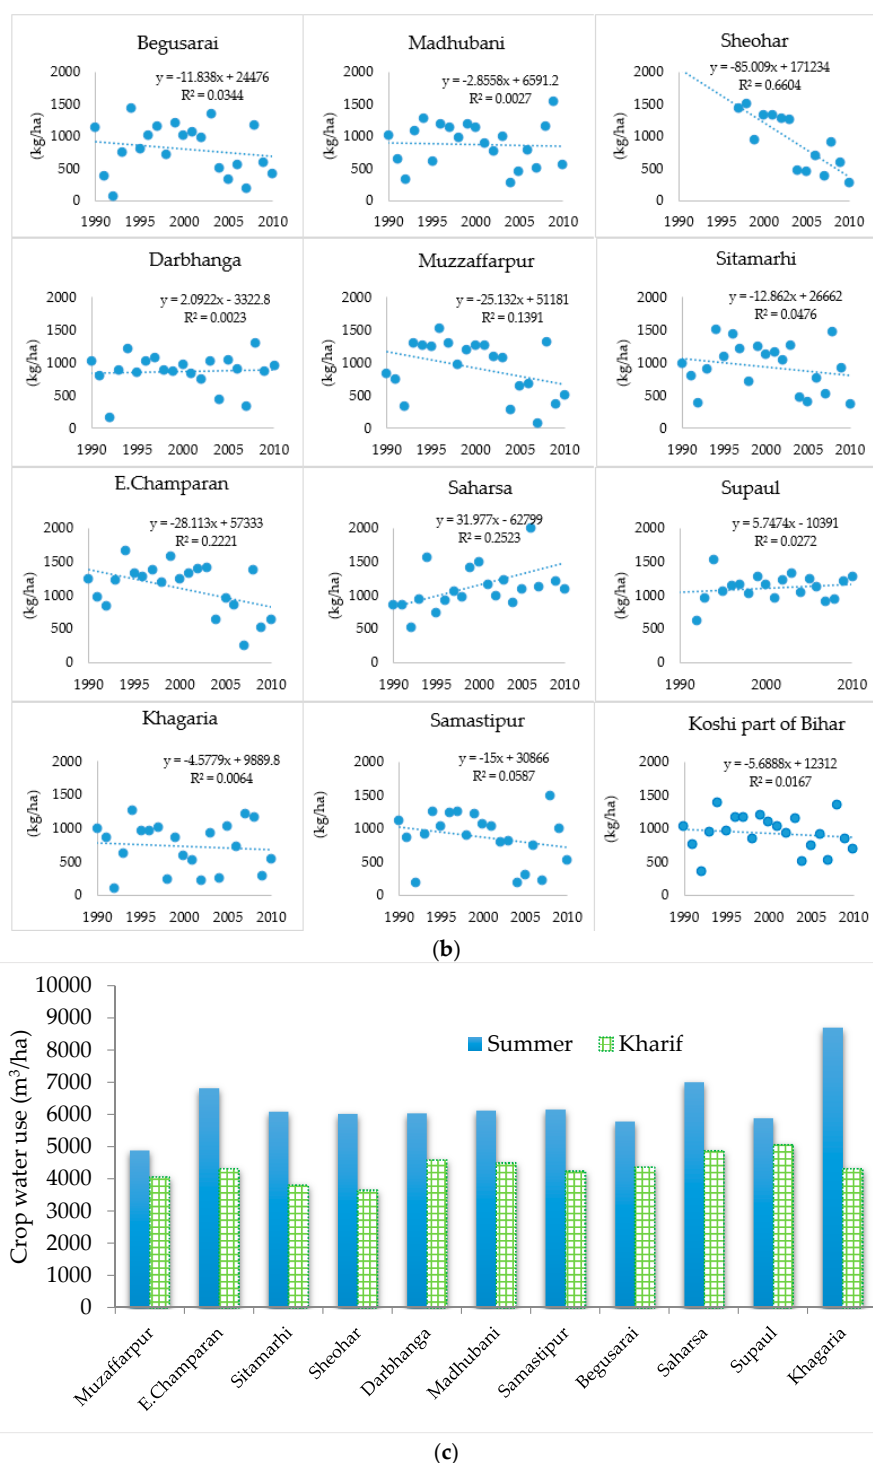 Begusarai
y = -11.838x + 24476
R² = 0.0344
(kg/ha)
2000
1500
1000
500
0
1990 1995 2000 2005 2010
Madhubani
y = -2.8558x + 6591.2
R² = 0.0027
(kg/ha)
2000
1500
1000
500
0
1990 1995 2000 2005 2010
Sheohar
y = -85.009x + 171234
R² = 0.6604
(kg/ha)
2000
1500
1000
500
0
1990 2000 2010
Darbhanga
y = 2.0922x - 3322.8
R² = 0.0023
(kg/ha)
2000
1500
1000
500
0
1990 1995 2000 2005 2010
Muzzaffarpur
y = -25.132x + 51181
R² = 0.1391
(kg/ha)
2000
1500
1000
500
0
1990 1995 2000 2005 2010
Sitamarhi
y = -12.862x + 26662
R² = 0.0476
(kg/ha)
2000
1500
1000
500
0
1990 1995 2000 2005 2010
E.Champaran
y = -28.113x + 57333
R² = 0.2221
(kg/ha)
2000
1500
1000
500
0
1990 1995 2000 2005 2010
Saharsa
y = 31.977x - 62799
R² = 0.2523
(kg/ha)
2000
1500
1000
500
0
1990 1995 2000 2005 2010
Supaul
y = 5.7474x - 10391
R² = 0.0272
(kg/ha)
2000
1500
1000
500
0
1990 2000 2010
Khagaria
y = -4.5779x + 9889.8
R² = 0.0064
(kg/ha)
2000
1500
1000
500
0
1990 1995 2000 2005 2010
Samastipur
y = -15x + 30866
R² = 0.0587
(kg/ha)
2000
1500
1000
500
0
1990 1995 2000 2005 2010
Koshi part of Bihar
y = -5.6888x + 12312
R² = 0.0167
(kg/ha)
2000
1500
1000
500
0
1990 1995 2000 2005 2010
(b)
Crop water use (m³/ha)
10000
9000
8000
7000
6000
5000
4000
3000
2000
1000
0
Summer Kharif
Muzaffarpur
E.Champaran
Sitamarhi
Sheohar
Darbhanga
Madhubani
Samastipur
Begusarai
Saharsa
Supaul
Khagaria
(c)